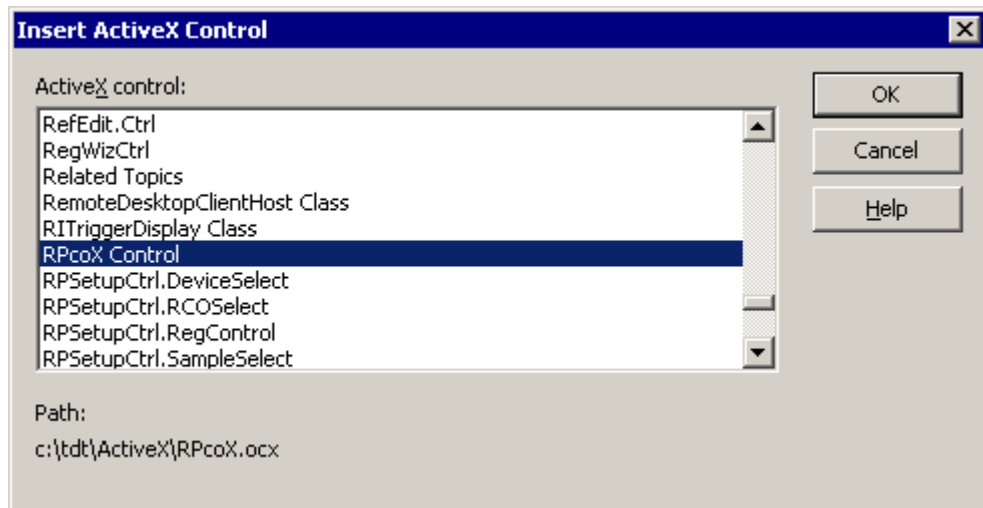 Insert ActiveX Control
ActiveX control:
RefEdit.Ctrl
RegWizCtrl
Related Topics
RemoteDesktopClientHost Class
RITriggerDisplay Class
RPcoX Control
RPSetupCtrl.DeviceSelect
RPSetupCtrl.RCOSelect
RPSetupCtrl.RegControl
RPSetupCtrl.SampleSelect
OK
Cancel
Help
Path:
c:\tdt\ActiveX\RPcoX.ocx